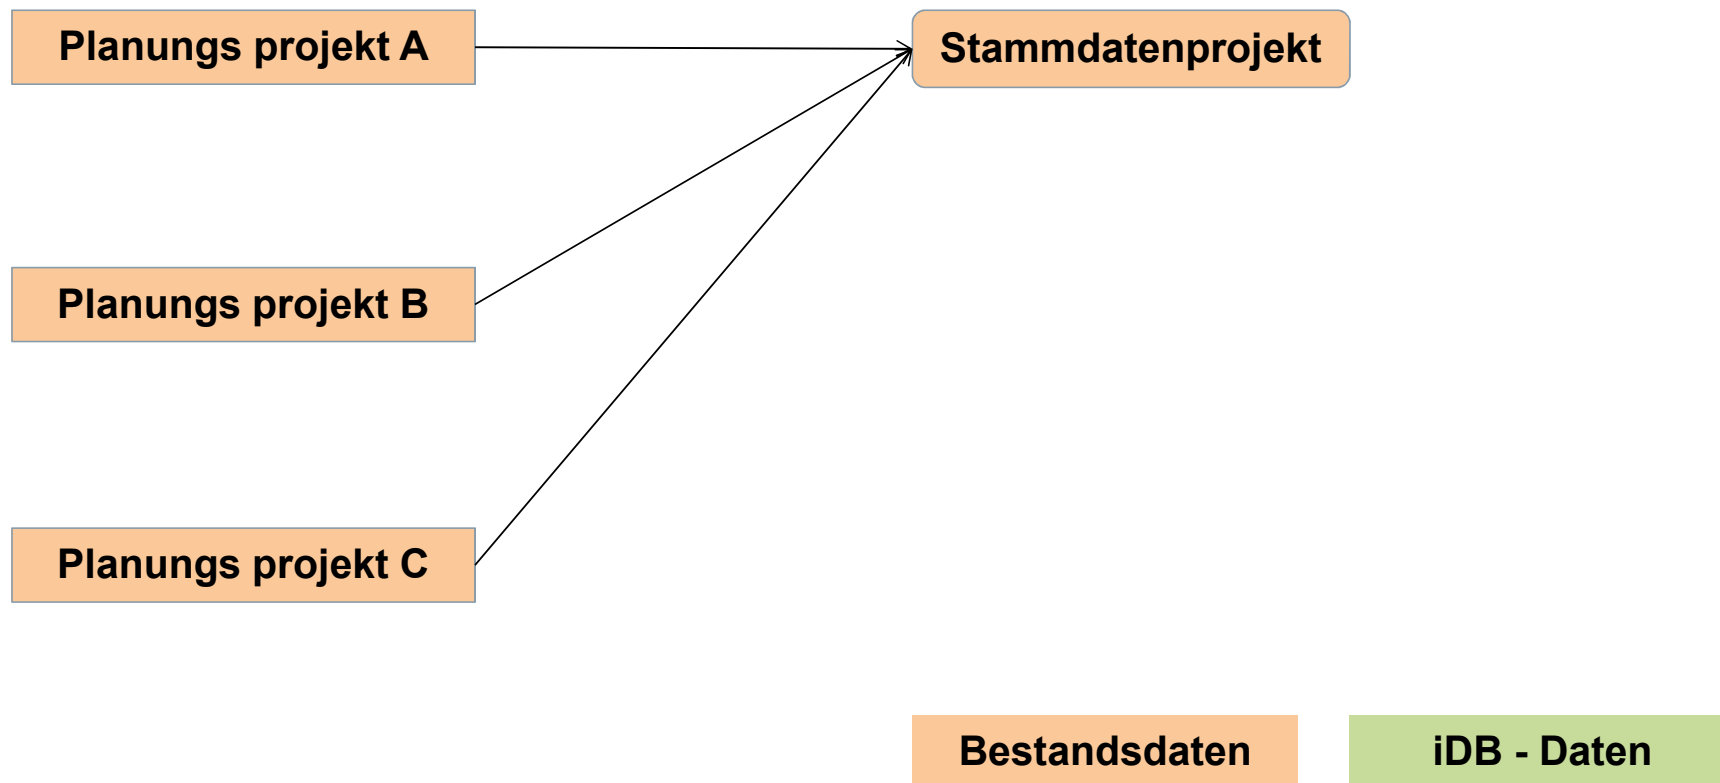 Planungs projekt A
Stammdatenprojekt
Planungs projekt B
Planungs projekt C
Bestandsdaten
iDB - Daten